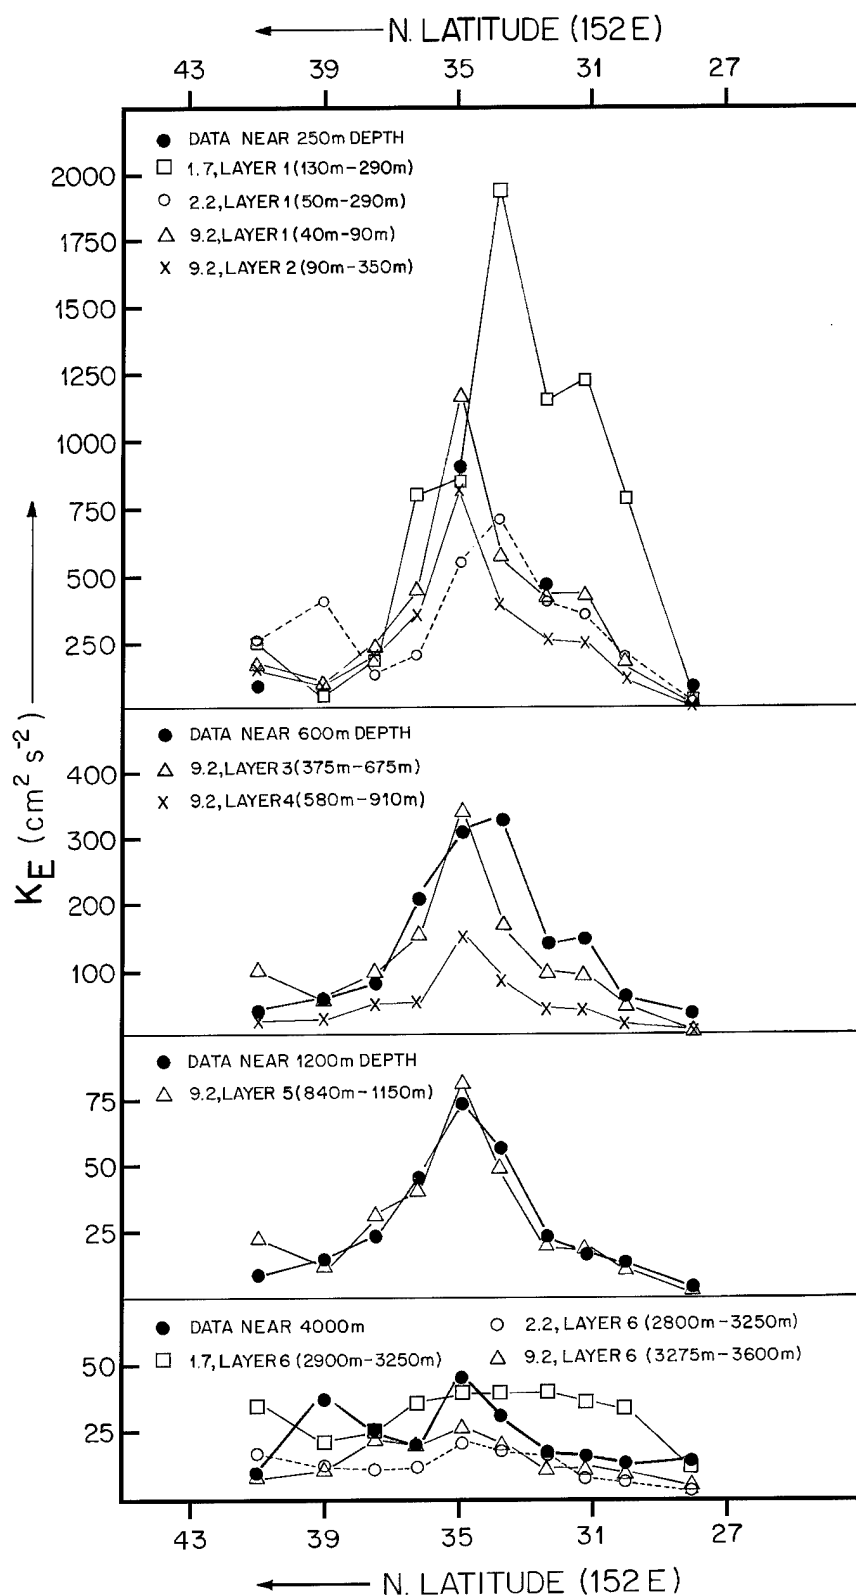 N. LATITUDE (152 E)
43 39 35 31 27
DATA NEAR 250m DEPTH
1.7, LAYER 1 (130m-290m)
2.2, LAYER 1 (50m-290m)
9.2, LAYER 1 (40m-90m)
X 9.2, LAYER 2 (90m-350m)
2000
1750
1500
1250
1000
750
500
250
KE (cm² s⁻²)
DATA NEAR 600m DEPTH
9.2, LAYER 3 (375m-675m)
X 9.2, LAYER 4 (580m-910m)
400
300
200
100
DATA NEAR 1200m DEPTH
9.2, LAYER 5 (840m-1150m)
75
50
25
DATA NEAR 4000m
1.7, LAYER 6 (2900m-3250m)
2.2, LAYER 6 (2800m-3250m)
9.2, LAYER 6 (3275m-3600m)
50
25
43 39 35 31 27
N. LATITUDE (152 E)